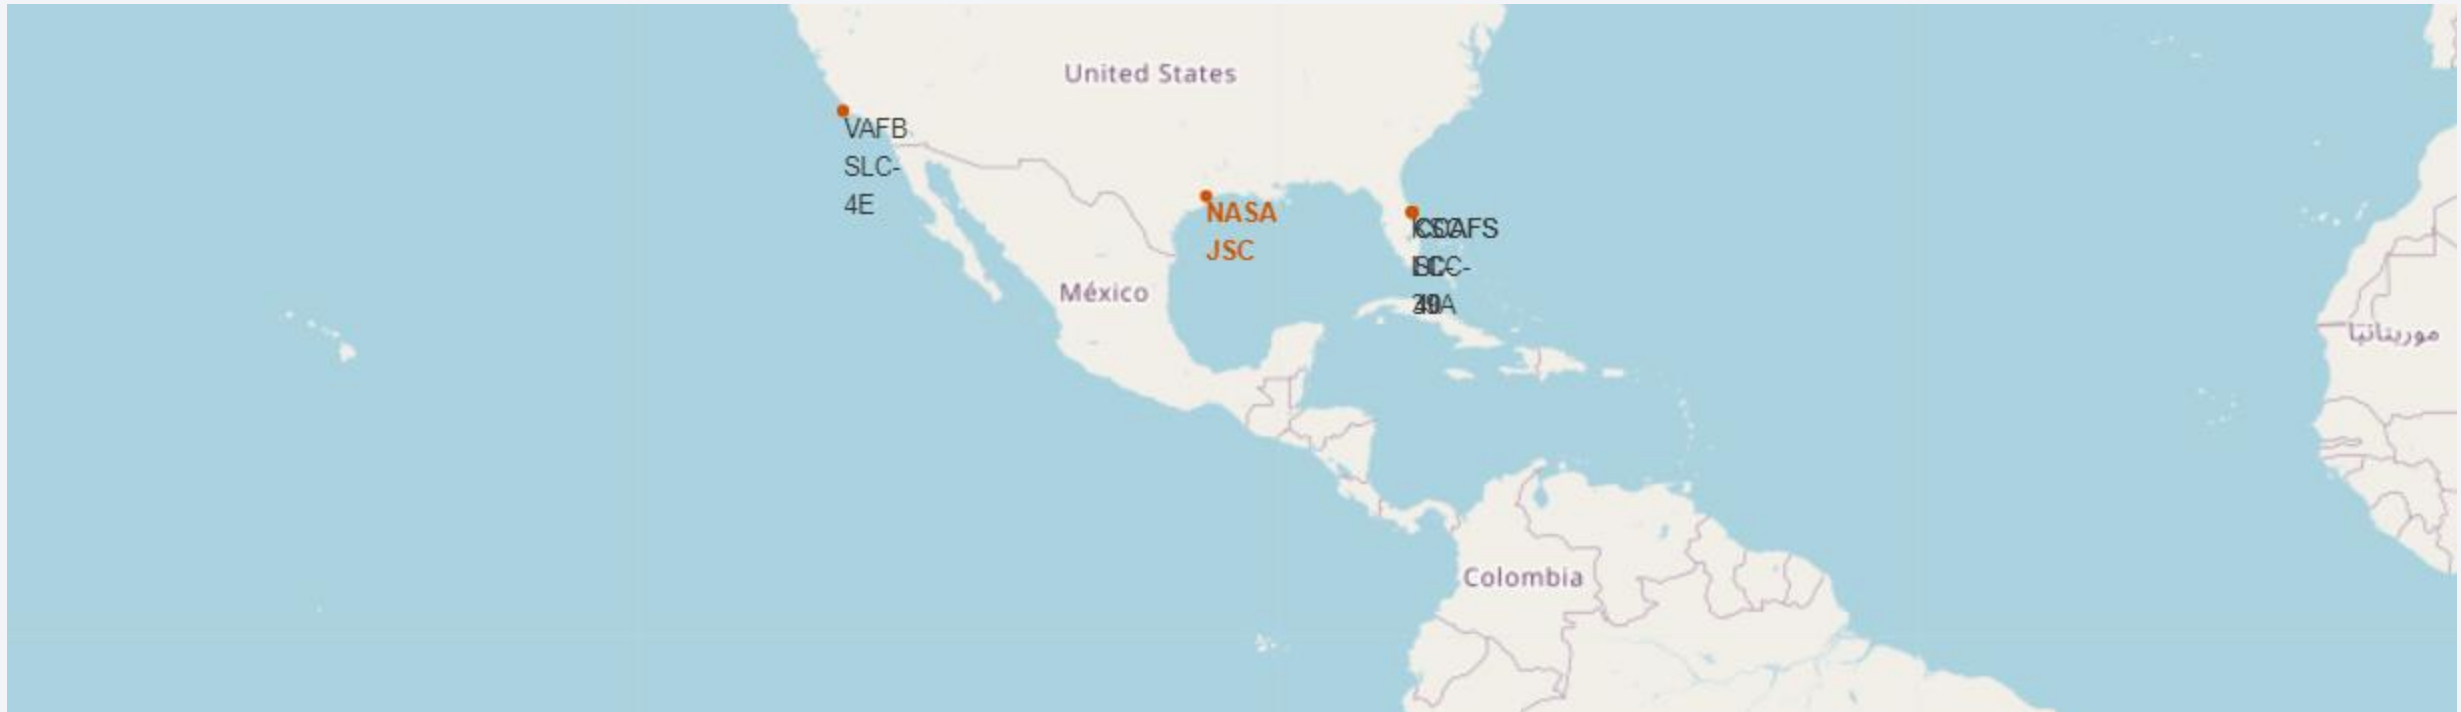 United States
VAFB
SLC-
4E
NASA
JSC
México
موريتانيا
Colombia